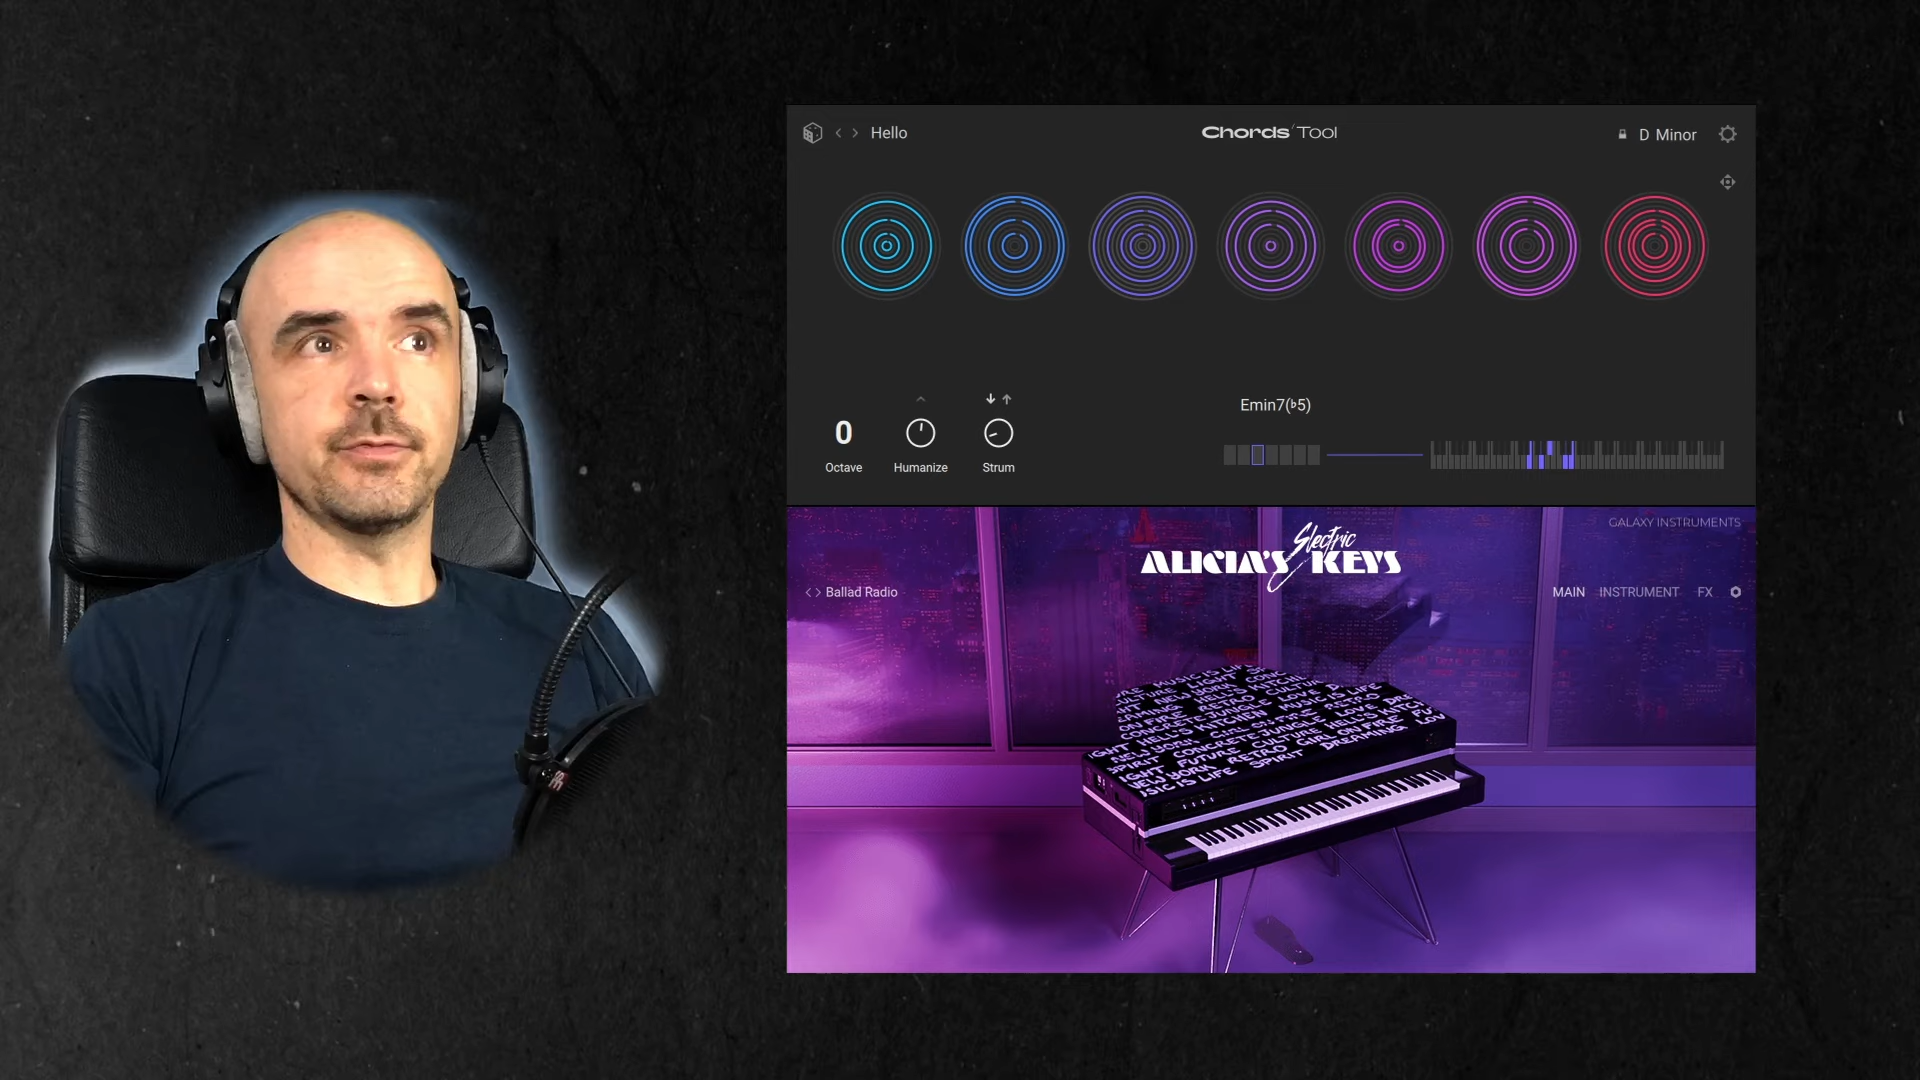 Hello
Chords Tool
D Minor
Emin7(♭5)
0
Octave
Humanize
Strum
GALAXY INSTRUMENTS
Electric
ALICIA'S KEYS
Ballad Radio
MAIN INSTRUMENT FX